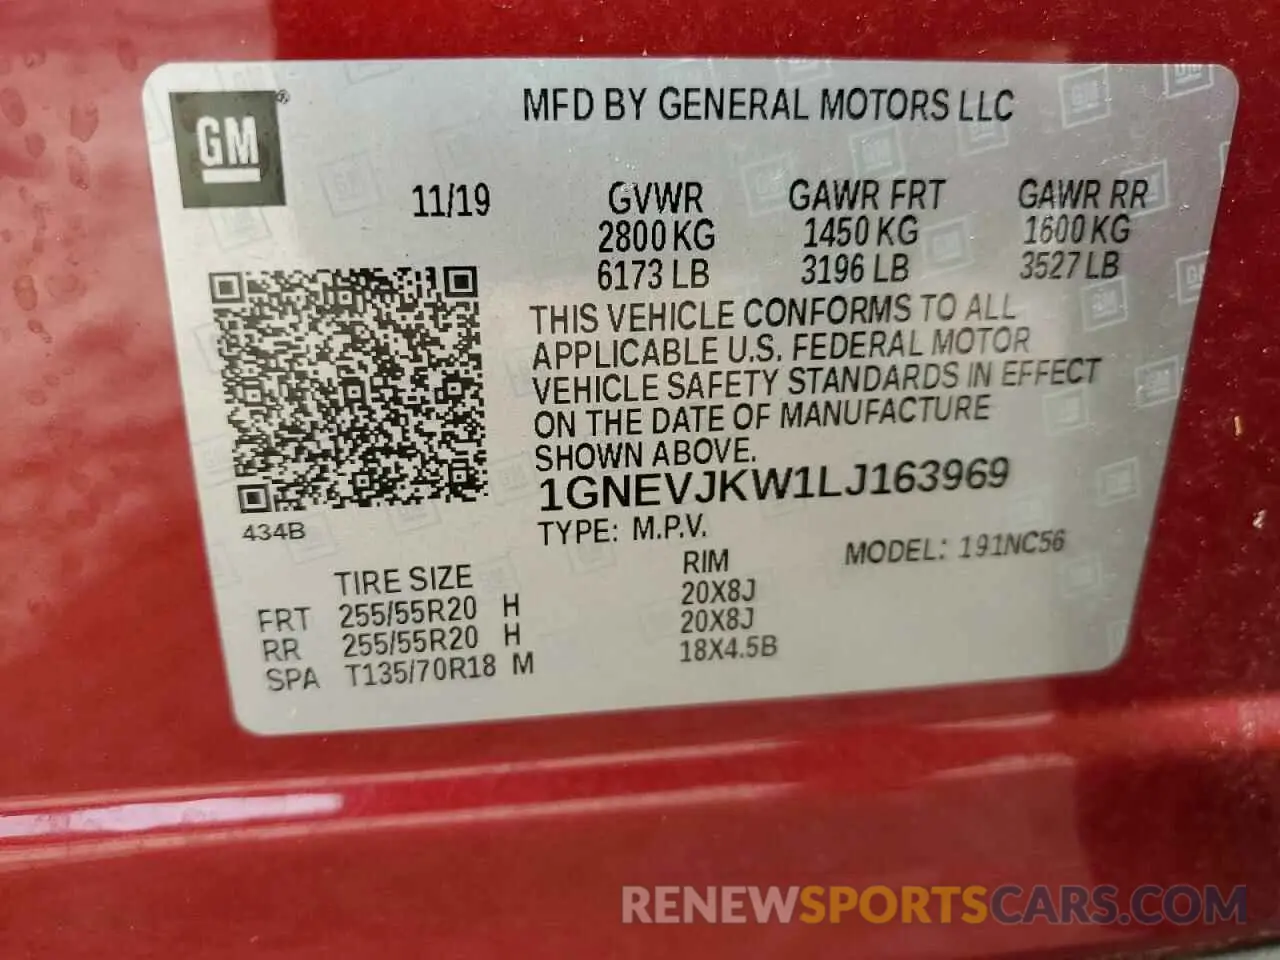 MFD BY GENERAL MOTORS LLC
GM ®
11/19 GVWR GAWR FRT GAWR RR
2800 KG 1450 KG 1600 KG
6173 LB 3196 LB 3527 LB
THIS VEHICLE CONFORMS TO ALL
APPLICABLE U.S. FEDERAL MOTOR
VEHICLE SAFETY STANDARDS IN EFFECT
ON THE DATE OF MANUFACTURE
SHOWN ABOVE.
1GNEVJKW1LJ163969
434B
TYPE: M.P.V. MODEL: 191NC56
TIRE SIZE RIM
FRT 255/55R20 H 20X8J
RR 255/55R20 H 20X8J
SPA T135/70R18 M 18X4.5B
RENEWSPORTSCARS.COM